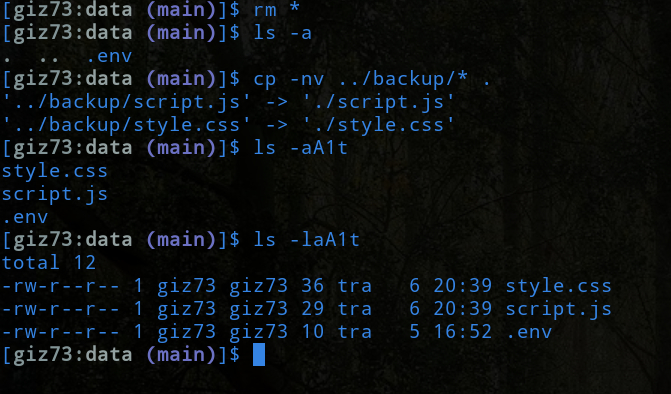 [giz73:data (main)]$ rm *
[giz73:data (main)]$ ls -a
.  ..  .env
[giz73:data (main)]$ cp -nv ../backup/* .
'../backup/script.js' -> './script.js'
'../backup/style.css' -> './style.css'
[giz73:data (main)]$ ls -aA1t
style.css
script.js
.env
[giz73:data (main)]$ ls -laA1t
total 12
-rw-r--r-- 1 giz73 giz73 36 tra   6 20:39 style.css
-rw-r--r-- 1 giz73 giz73 29 tra   6 20:39 script.js
-rw-r--r-- 1 giz73 giz73 10 tra   5 16:52 .env
[giz73:data (main)]$